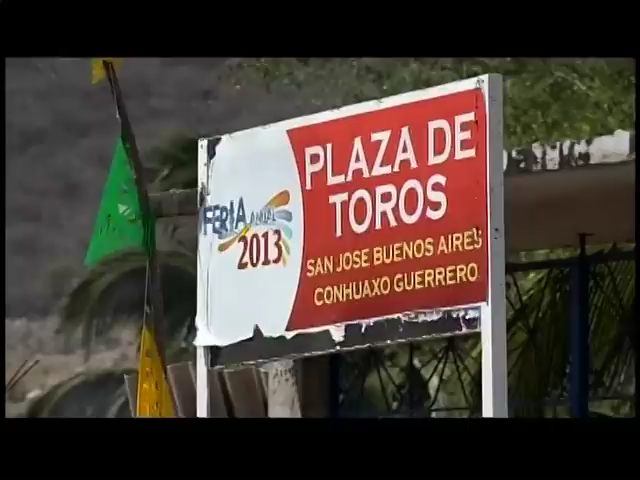 FERIA ANUAL
2013
PLAZA DE
TOROS
SAN JOSE BUENOS AIRES
CONHUAXO GUERRERO